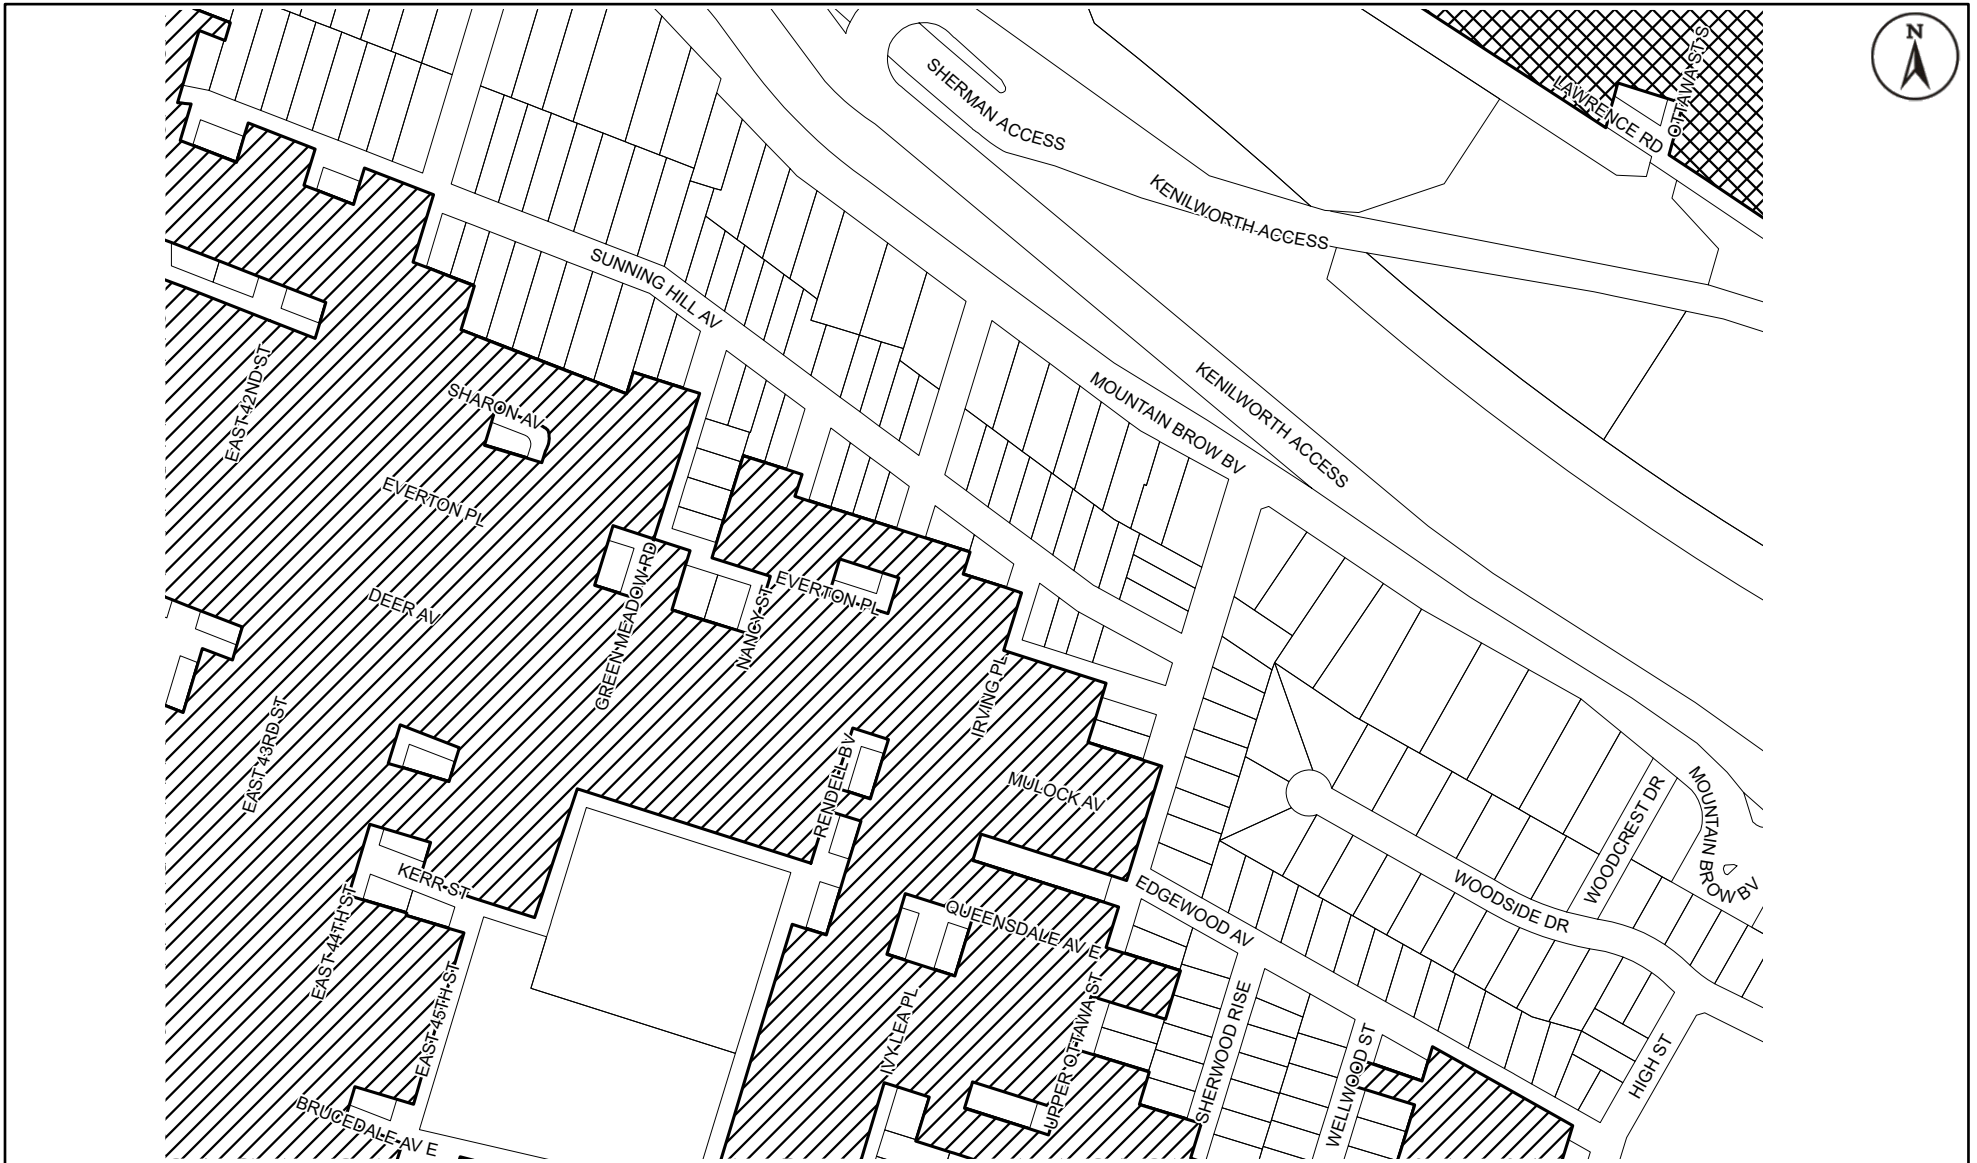 N
OTTAWA ST S
SHERMAN ACCESS
LAWRENCE RD
KENILWORTH ACCESS
SUNNING HILL AV
EAST 42ND ST
SHARON AV
MOUNTAIN BROW BV
KENILWORTH ACCESS
EVERTON PL
DEER AV
GREEN MEADOW RD
NANCY ST
EVERTON PL
EAST 43RD ST
IRVING PL
RENDELL BV
MULOCK AV
MOUNTAIN BROW BV
WOODCREST DR
KERR ST
EDGEWOOD AV
WOODSIDE DR
QUEENSDALE AV E
EAST 44TH ST
EAST 45TH ST
IVY LEA PL
UPPER OTTAWA ST
SHERWOOD RISE
WELLWOOD ST
HIGH ST
BRUCEDALE AV E